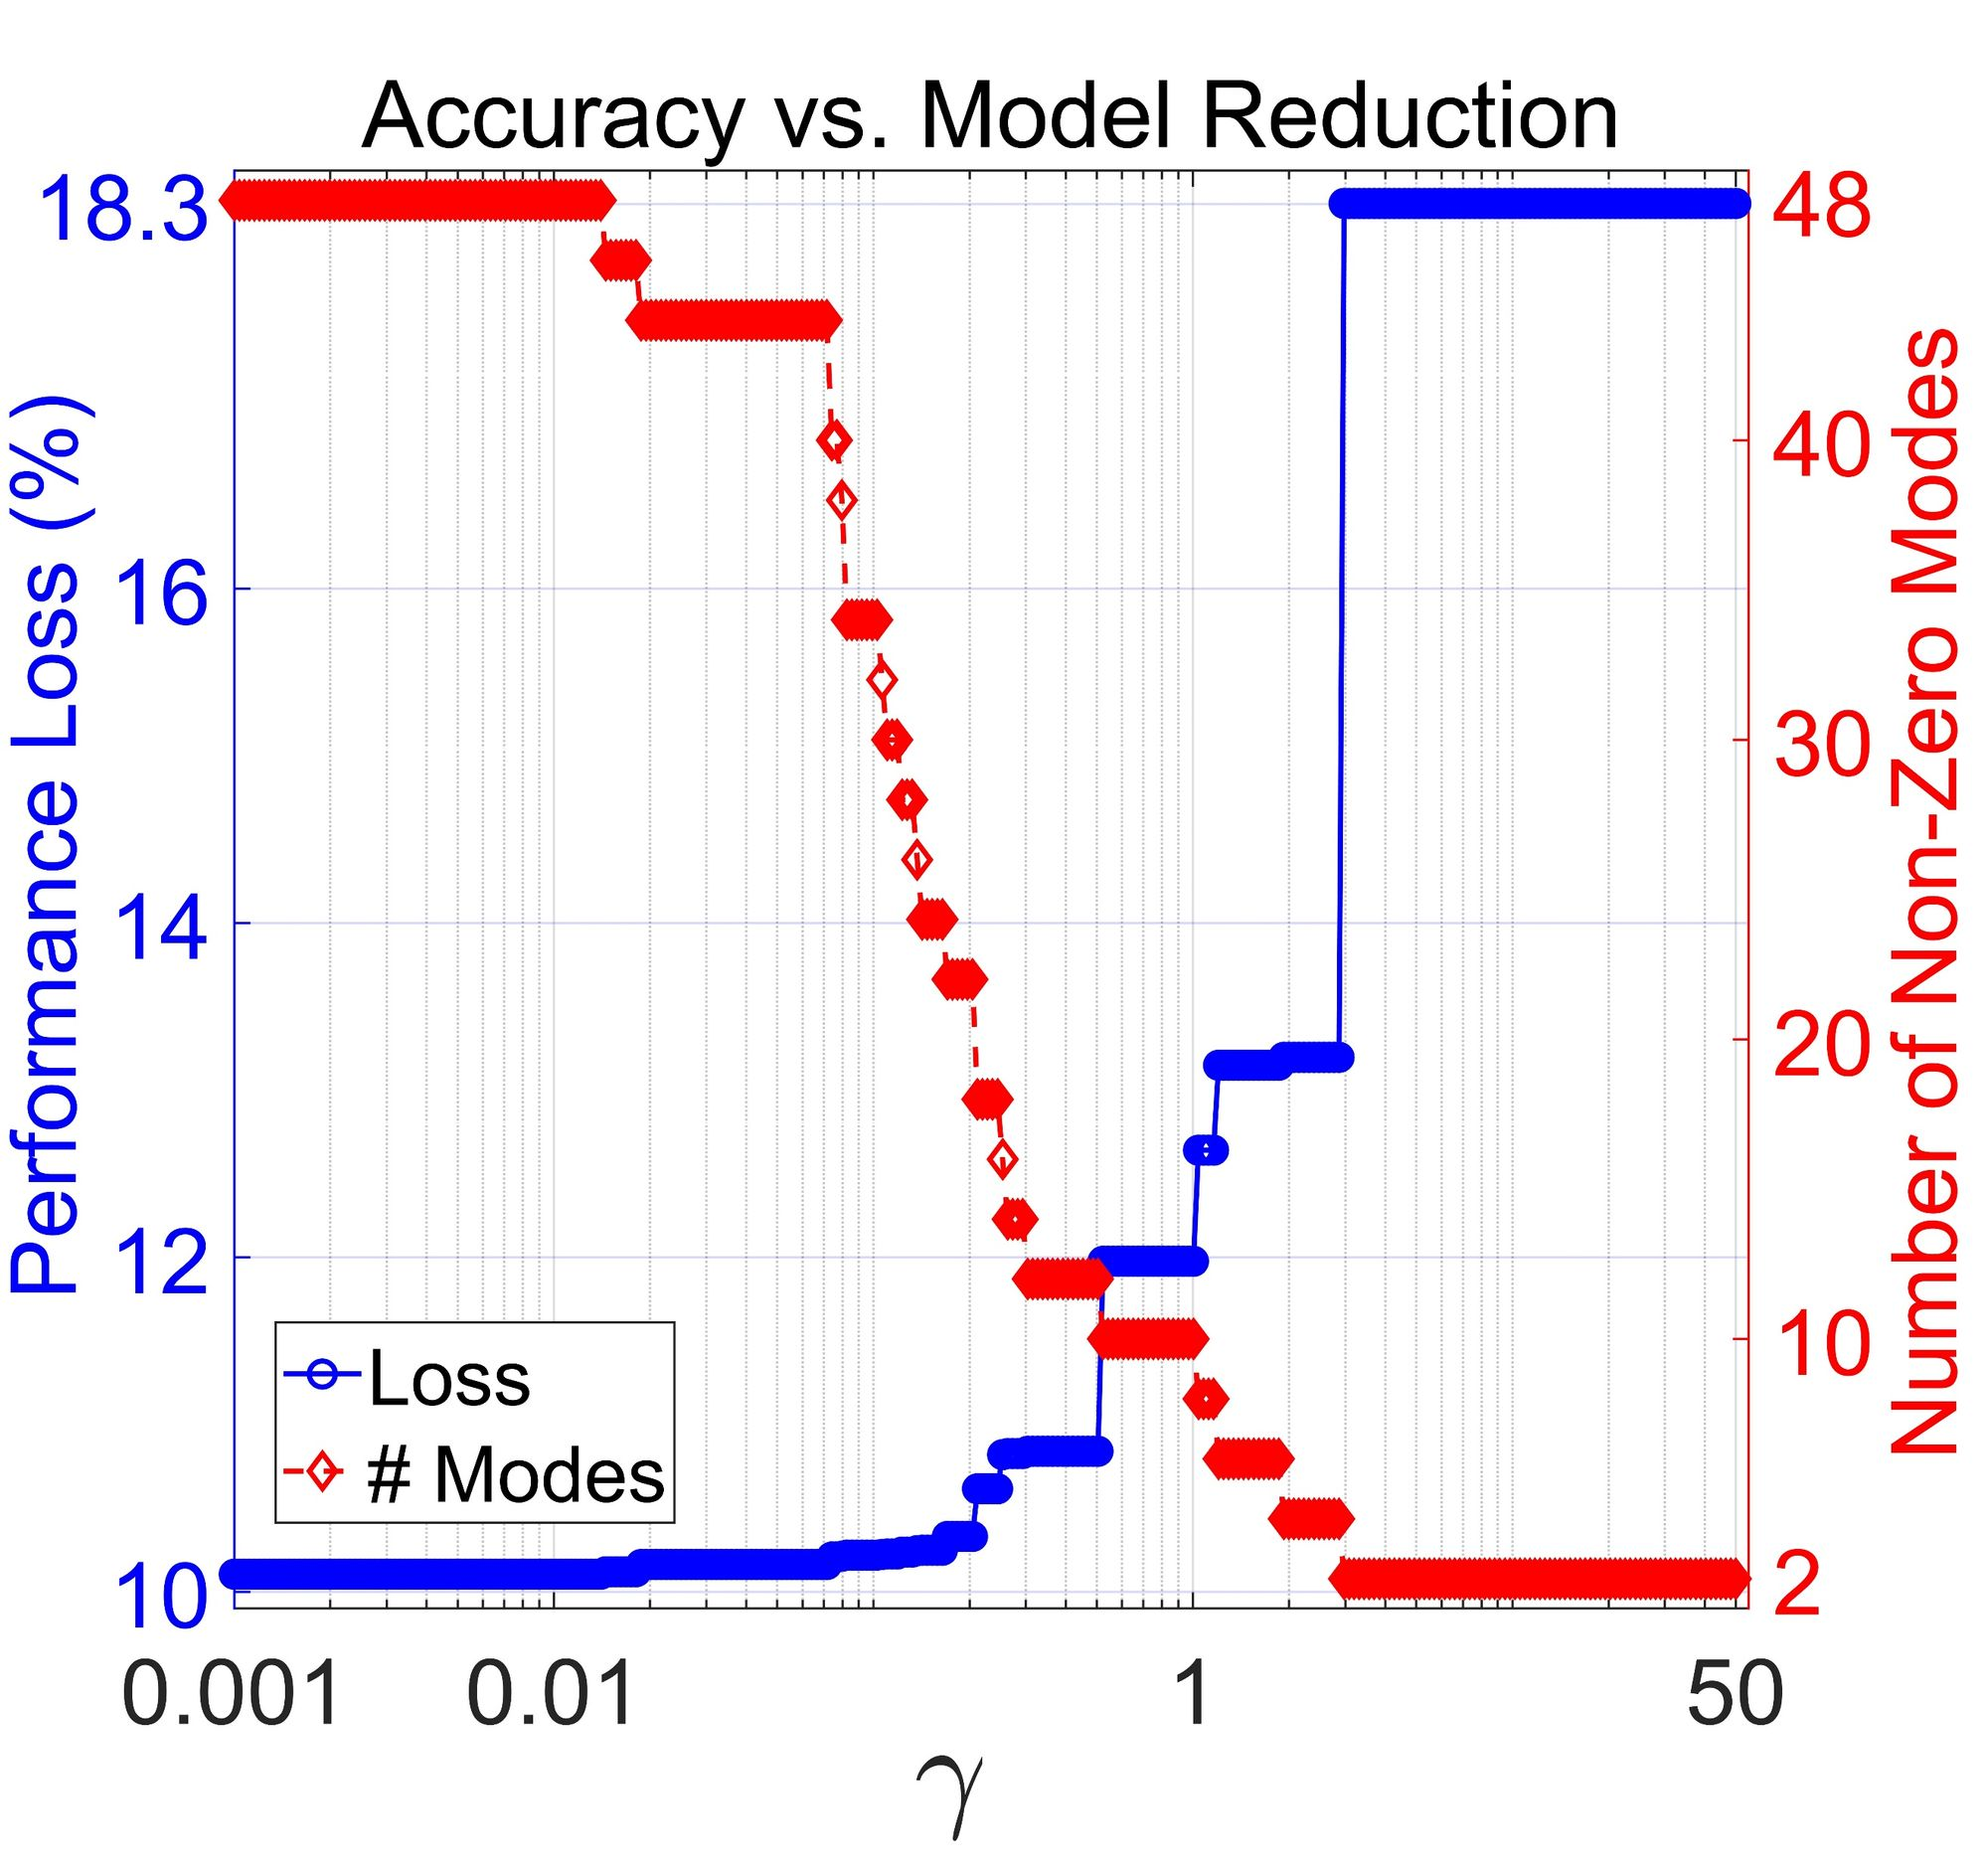 Accuracy vs. Model Reduction
Performance Loss (%)
18.3
16
14
12
10
48
40
30
20
10
2
Number of Non-Zero Modes
Loss
# Modes
0.001 0.01 1 50
γ